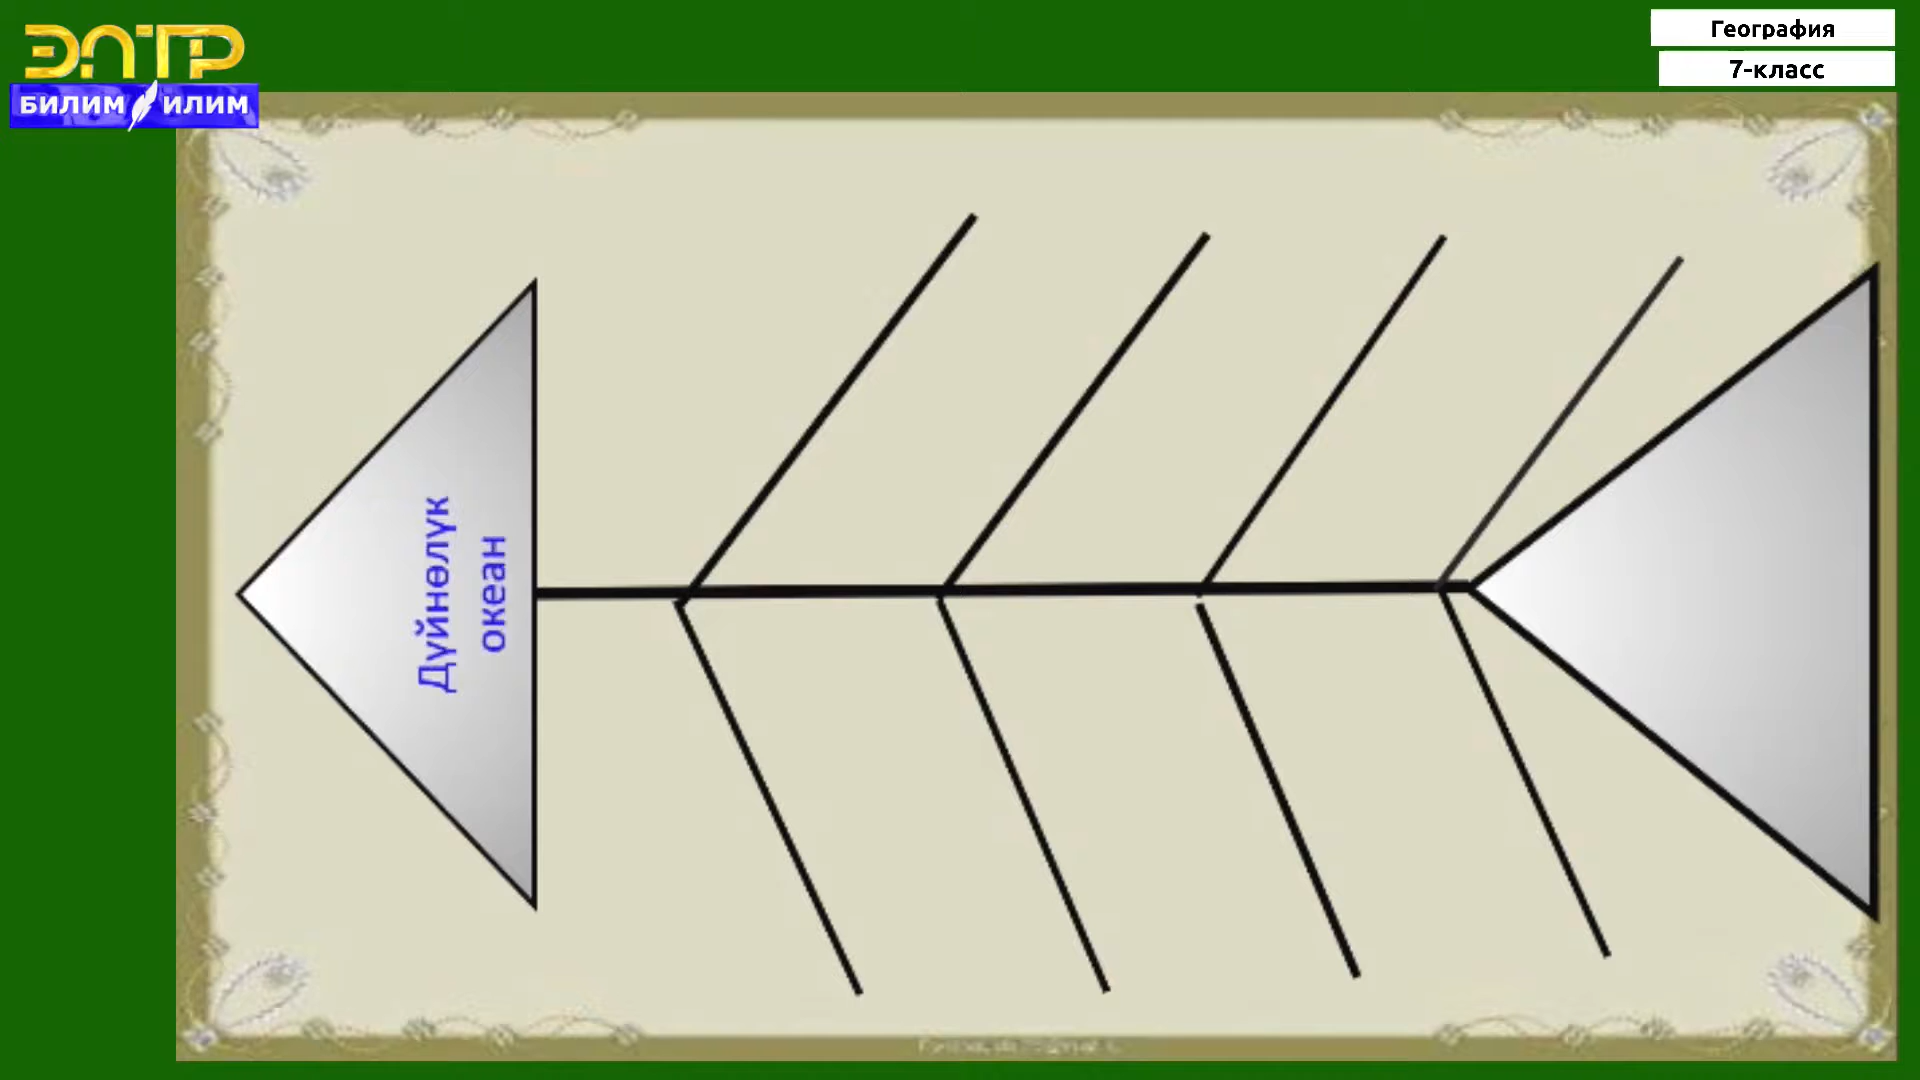 ЭЛТР
БИЛИМ ИЛИМ
География
7-класс
Дүйнөлүк
океан